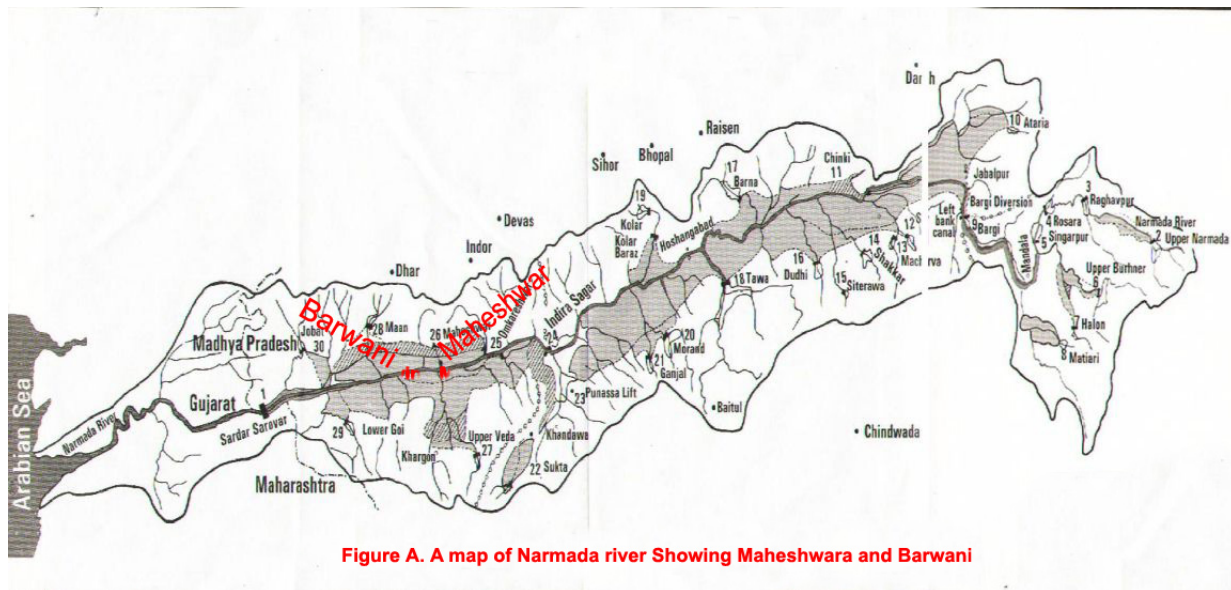 Damoh
10 Ataria
Raisen
Bhopal
Sihor
17
Barna
Chinki
11
Jabalpur
3
Raghavpur
19
Kolar
Kolar
Baraz
Hoshangabad
Left
bank
canal
Bargi Diversion
9 Bargi
4 Rosara
Singarpur
5
Narmada River
2 Upper Narmada
Mandala
Devas
Indor
Dhar
12
13
14
Shakkar
16
Dudhi
15
Siterawa
18 Tawa
Upper Burhner
6
7
Halon
8
Matiari
Barwani
Maheshwar
28 Maan
26
25
Indira Sagar
24
Jobat
30
Madhya Pradesh
Gujarat
1
Sardar Sarovar
Narmada River
Arabian Sea
20
Morand
21
Ganjal
23
Punassa Lift
Baitul
Chindwada
29
Lower Goi
Khargon
Upper Veda
27
Khandawa
22 Sukta
Maharashtra
Figure A. A map of Narmada river Showing Maheshwara and Barwani